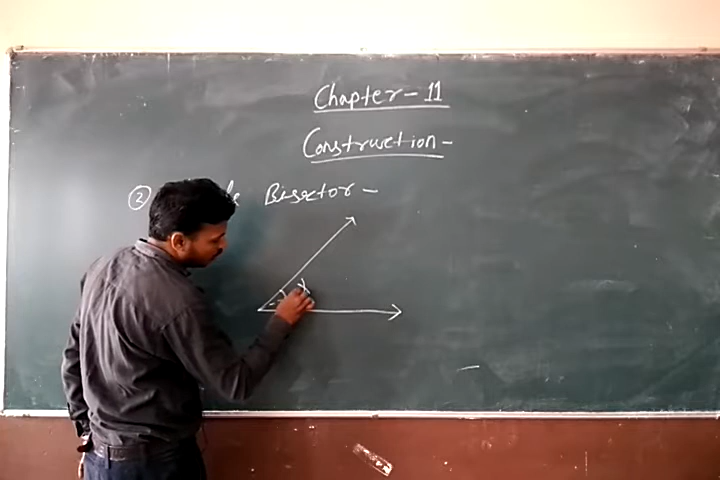 Chapter-11
Construction-
② Bisector-